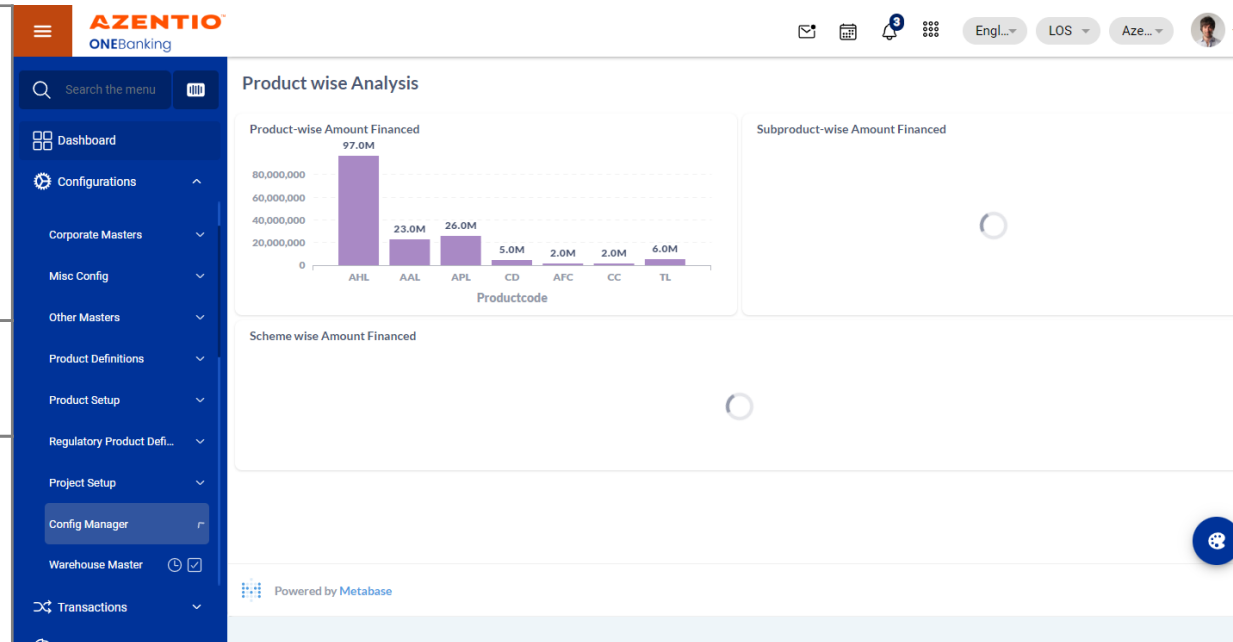 AZENTIO
ONEBanking
3
Engl...
LOS
Aze...
Search the menu
Dashboard
Configurations
Corporate Masters
Misc Config
Other Masters
Product Definitions
Product Setup
Regulatory Product Defi...
Project Setup
Config Manager
Warehouse Master
Transactions
Product wise Analysis
Product-wise Amount Financed
97.0M
80,000,000
60,000,000
40,000,000
20,000,000
0
23.0M
26.0M
5.0M
2.0M
2.0M
6.0M
AHL AAL APL CD AFC CC TL
Productcode
Subproduct-wise Amount Financed
Scheme wise Amount Financed
Powered by Metabase